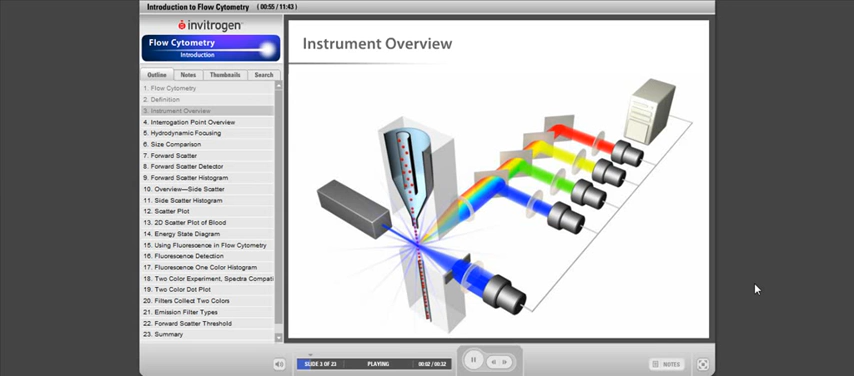 Introduction to Flow Cytometry (00:55 / 11:43)
invitrogen
Flow Cytometry
Introduction
Outline Notes Thumbnails Search
1. Flow Cytometry
2. Definition
3. Instrument Overview
4. Interrogation Point Overview
5. Hydrodynamic Focusing
6. Size Comparison
7. Forward Scatter
8. Forward Scatter Detector
9. Forward Scatter Histogram
10. Overview—Side Scatter
11. Side Scatter Histogram
12. Scatter Plot
13. 2D Scatter Plot of Blood
14. Energy State Diagram
15. Using Fluorescence in Flow Cytometry
16. Fluorescence Detection
17. Fluorescence One Color Histogram
18. Two Color Experiment, Spectra Compati
19. Two Color Dot Plot
20. Filters Collect Two Colors
21. Emission Filter Types
22. Forward Scatter Threshold
23. Summary
Instrument Overview
SLIDE 3 OF 23 PLAYING 00:02 / 00:32
NOTES